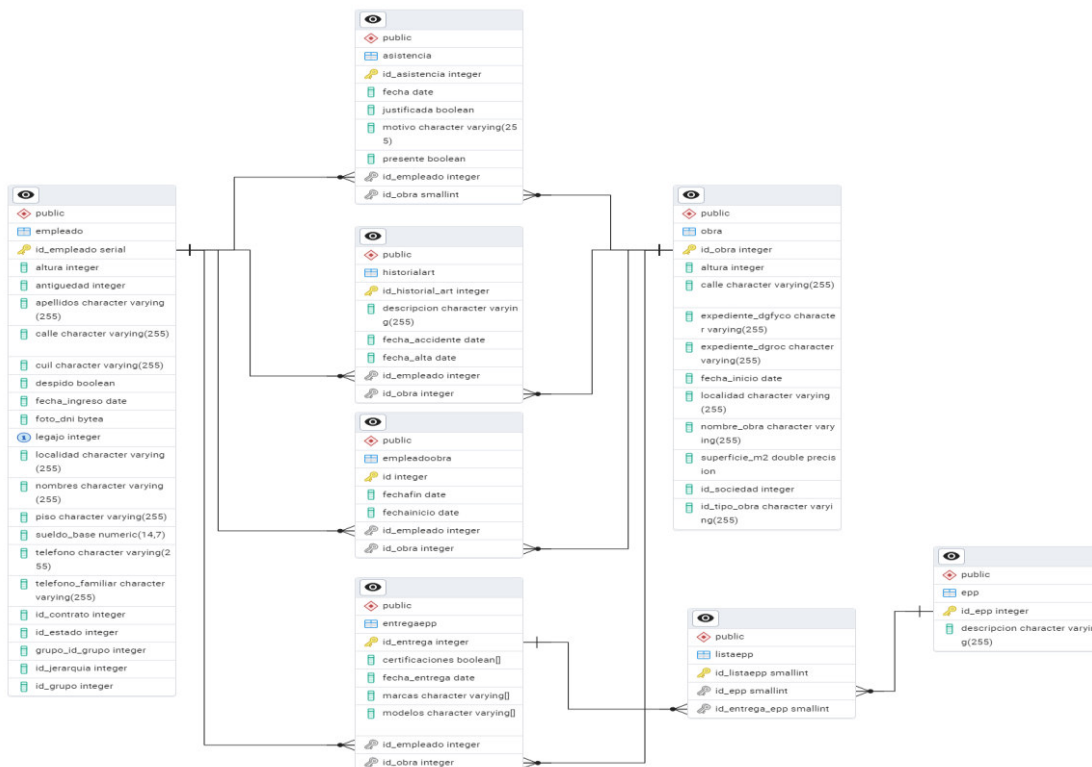 public
asistencia
id_asistencia integer
fecha date
justificada boolean
motivo character varying(25
5)
presente boolean
id_empleado integer
id_obra smallint
public
empleado
id_empleado serial
altura integer
antiguedad integer
apellidos character varying
(255)
calle character varying(255)
cuil character varying(255)
despido boolean
fecha_ingreso date
foto_dni bytea
legajo integer
localidad character varying
(255)
nombres character varying
(255)
piso character varying(255)
sueldo_base numeric(14,7)
telefono character varying(2
55)
telefono_familiar character
varying(255)
id_contrato integer
id_estado integer
grupo_id_grupo integer
id_jerarquia integer
id_grupo integer
public
historialart
id_historial_art integer
descripcion character varyin
g(255)
fecha_accidente date
fecha_alta date
id_empleado integer
id_obra integer
public
empleadoobra
id integer
fechafin date
fechainicio date
id_empleado integer
id_obra integer
public
entregaepp
id_entrega integer
certificaciones boolean[]
fecha_entrega date
marcas character varying[]
modelos character varying[]
id_empleado integer
id_obra integer
public
obra
id_obra integer
altura integer
calle character varying(255)
expediente_dgfyco characte
r varying(255)
expediente_dgroc character
varying(255)
fecha_inicio date
localidad character varying
(255)
nombre_obra character vary
ing(255)
superficie_m2 double precis
ion
id_sociedad integer
id_tipo_obra character varyi
ng(255)
public
listaepp
id_listaepp smallint
id_epp smallint
id_entrega_epp smallint
public
epp
id_epp integer
descripcion character varyin
g(255)